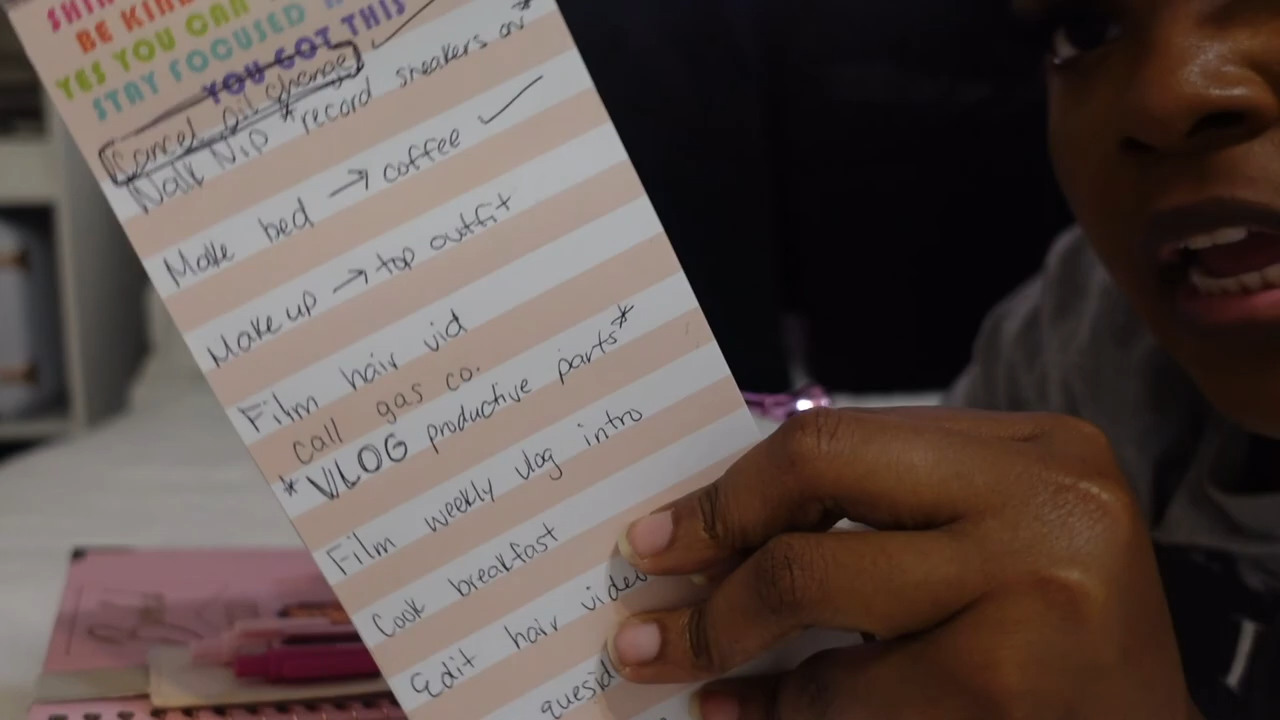 SHIN
BE KIN
YES YOU CAN
STAY FOCUSED
YOU GOT THIS
Cancel oil change
Walk Nip *record sneakers on*
Make bed → coffee ✓
Make up → top outfit
Film hair vid
call gas co.
*VLOG productive parts*
Film weekly vlog intro
Cook breakfast
Edit hair video
quesid